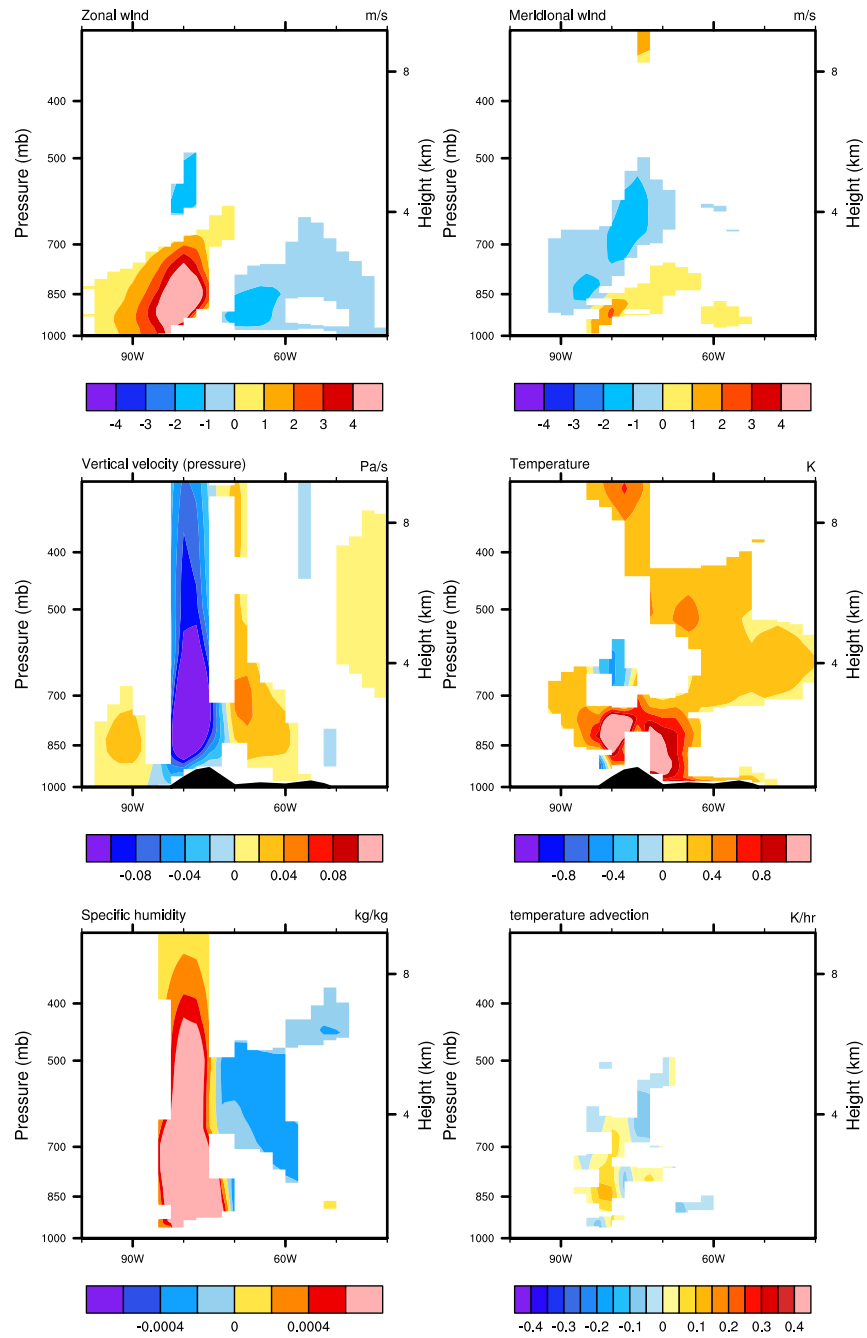 Zonal wind m/s
Meridional wind m/s
Pressure (mb)
Height (km)
Pressure (mb)
Height (km)
400
500
700
850
1000
8
4
90W 60W
400
500
700
850
1000
8
4
90W 60W
-4 -3 -2 -1 0 1 2 3 4
-4 -3 -2 -1 0 1 2 3 4
Vertical velocity (pressure) Pa/s
Temperature K
Pressure (mb)
Height (km)
Pressure (mb)
Height (km)
400
500
700
850
1000
8
4
90W 60W
400
500
700
850
1000
8
4
90W 60W
-0.08 -0.04 0 0.04 0.08
-0.8 -0.4 0 0.4 0.8
Specific humidity kg/kg
temperature advection K/hr
Pressure (mb)
Height (km)
Pressure (mb)
Height (km)
400
500
700
850
1000
8
4
90W 60W
400
500
700
850
1000
8
4
90W 60W
-0.0004 0 0.0004
-0.4 -0.3 -0.2 -0.1 0 0.1 0.2 0.3 0.4